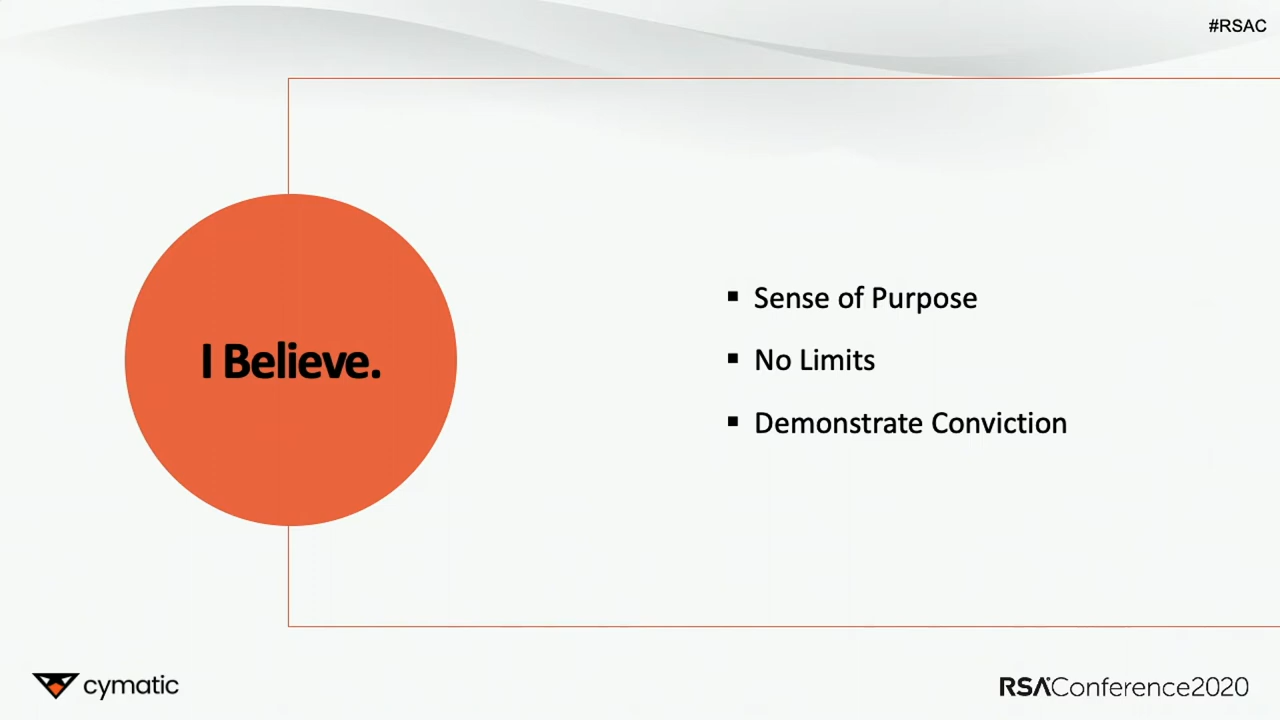 #RSAC
I Believe.
▪ Sense of Purpose
▪ No Limits
▪ Demonstrate Conviction
cymatic
RSAConference2020